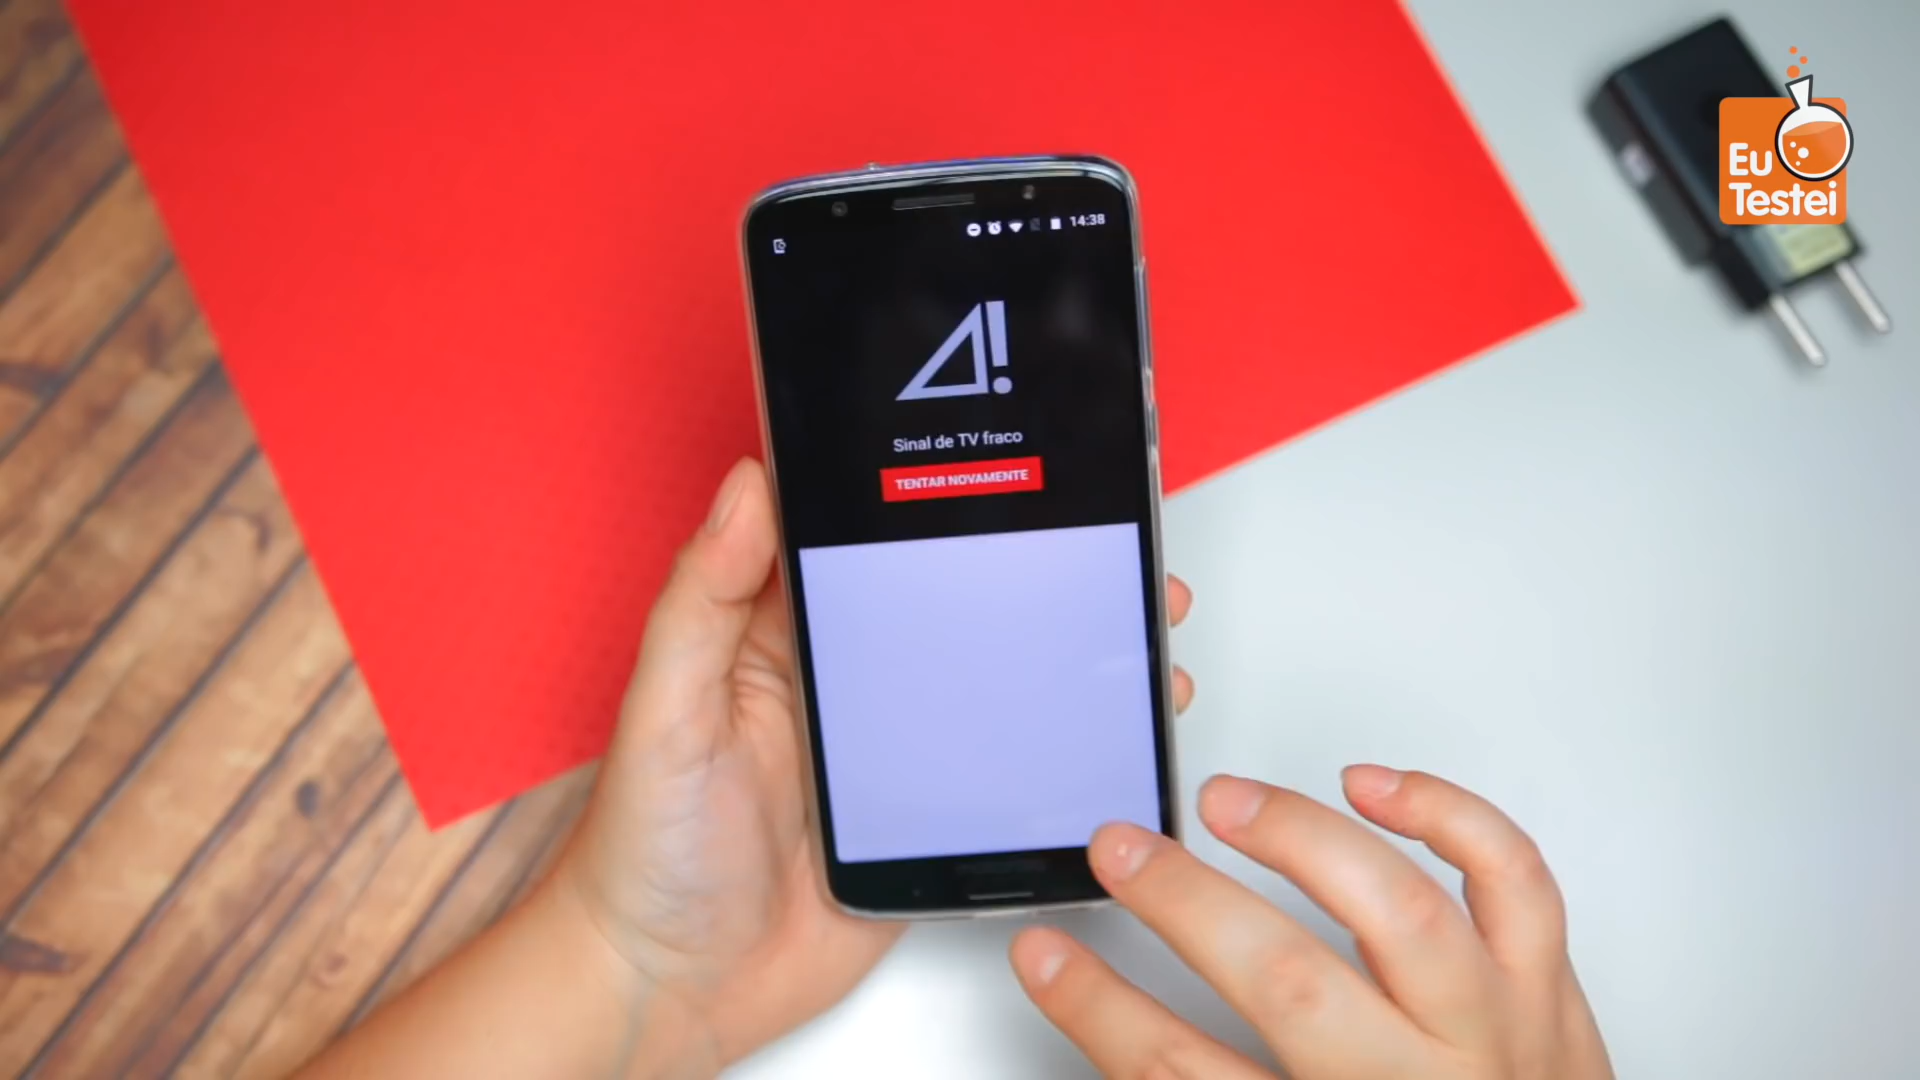 14:38
Sinal de TV fraco
TENTAR NOVAMENTE
Eu
Testei